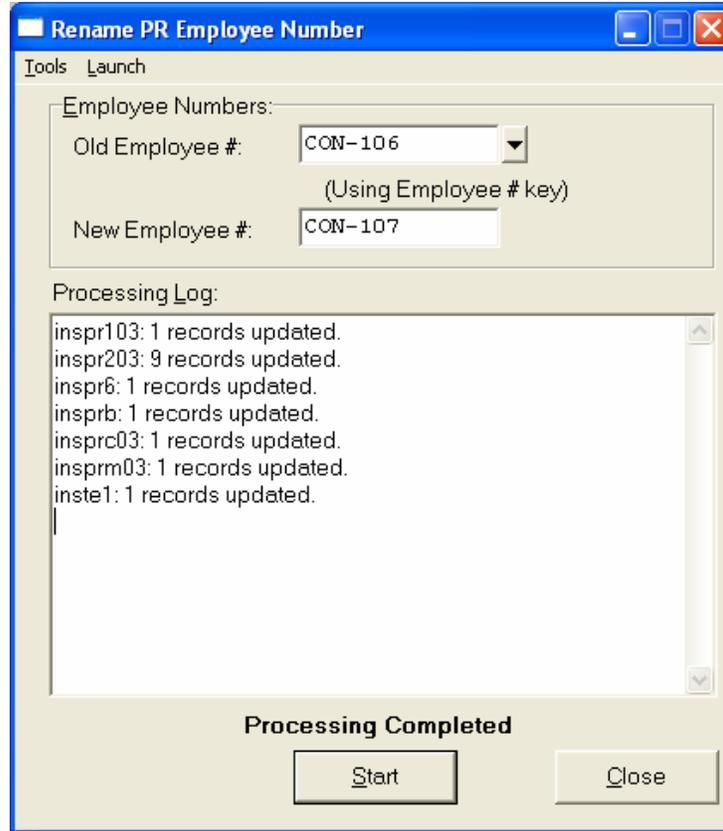 Rename PR Employee Number
Tools Launch
Employee Numbers:
Old Employee #: CON-106
(Using Employee # key)
New Employee #: CON-107
Processing Log:
inspr103: 1 records updated.
inspr203: 9 records updated.
inspr6: 1 records updated.
insprb: 1 records updated.
insprc03: 1 records updated.
insprm03: 1 records updated.
inste1: 1 records updated.
Processing Completed
Start Close